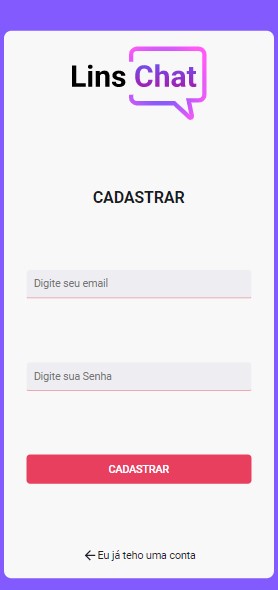 Lins Chat
CADASTRAR
Digite seu email
Digite sua Senha
CADASTRAR
Eu já teho uma conta